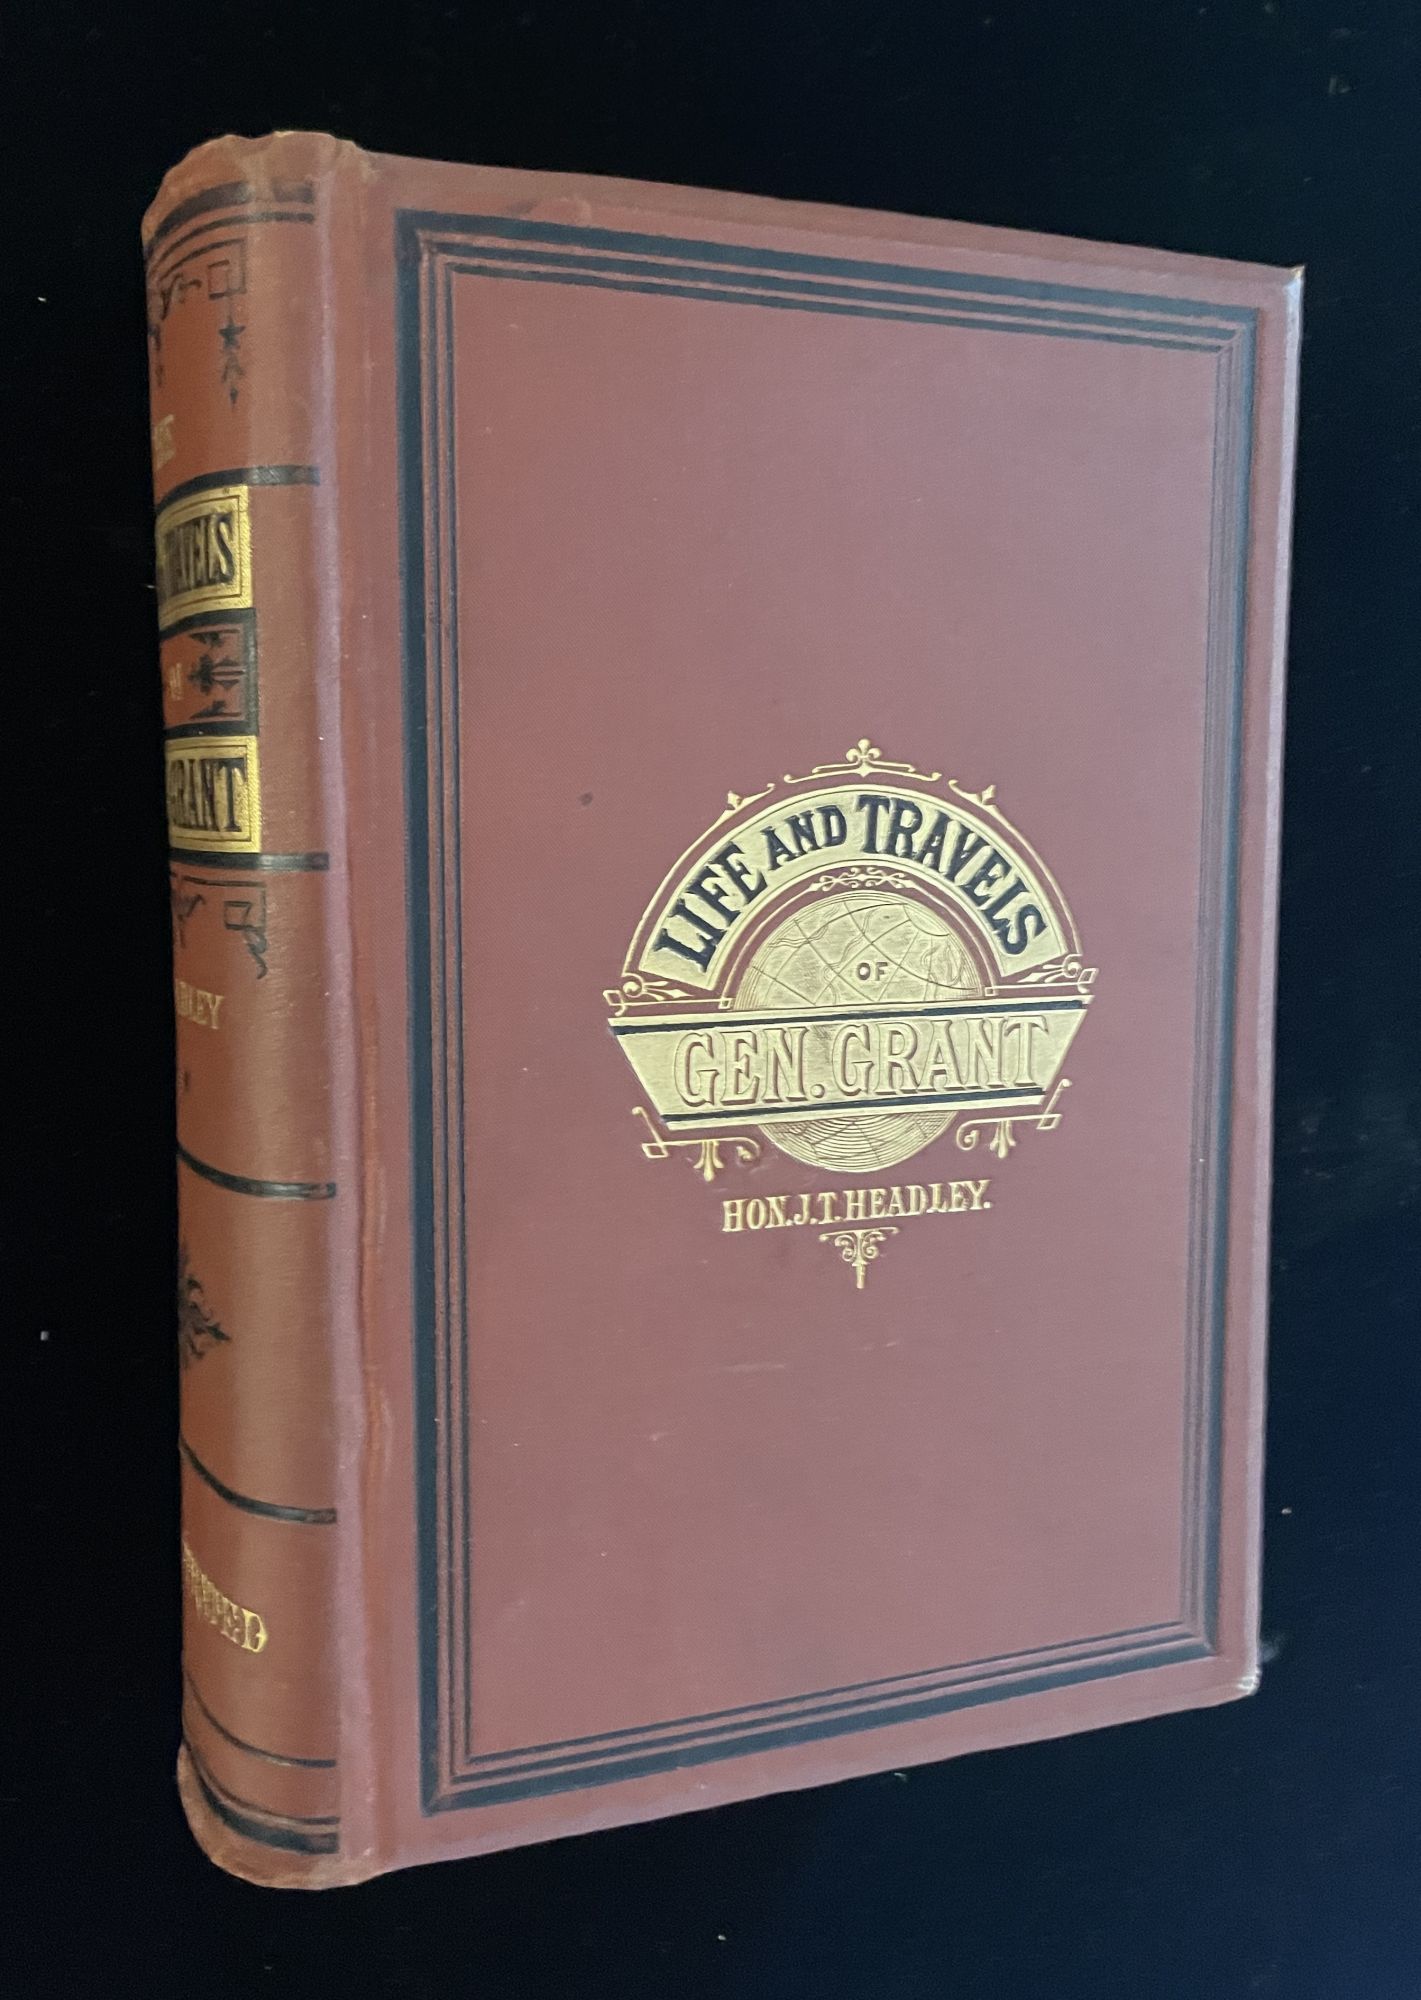 LIFE AND TRAVELS
OF
GEN. GRANT
HON. J. T. HEADLEY.
TRAVELS
GRANT